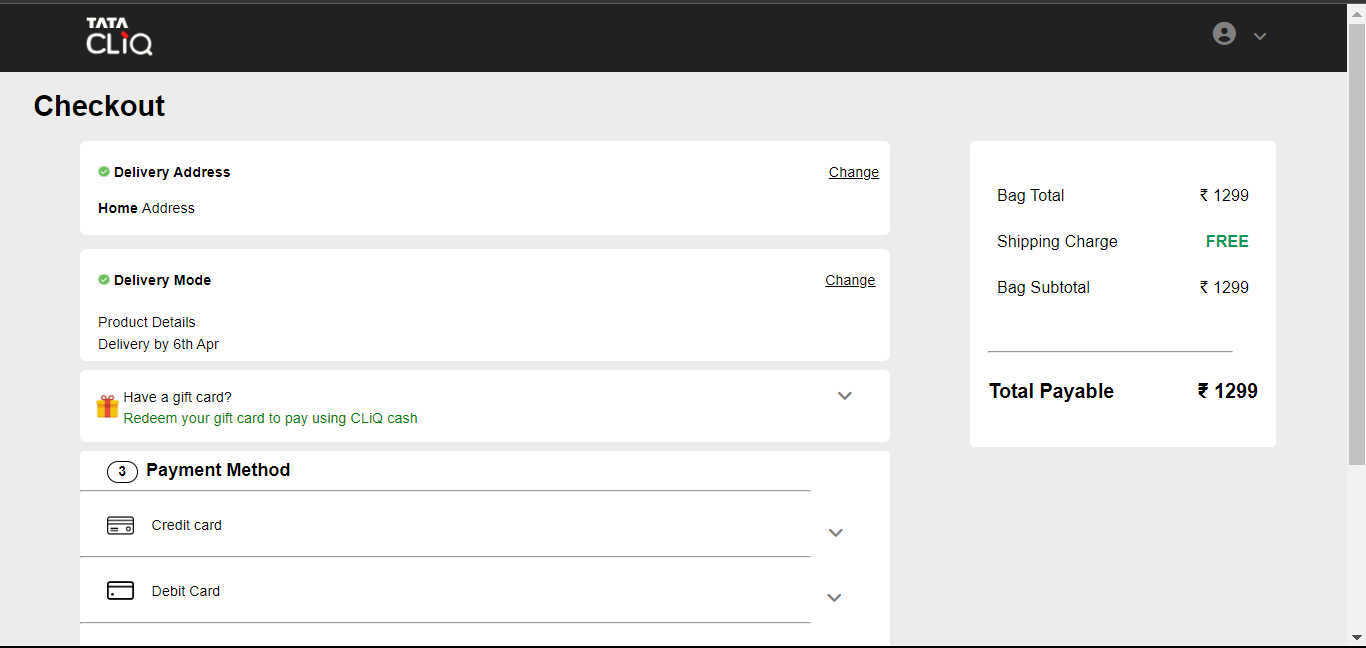 TATA
CLiQ
Checkout
Delivery Address
Change
Home Address
Delivery Mode
Change
Product Details
Delivery by 6th Apr
Have a gift card?
Redeem your gift card to pay using CLiQ cash
3 Payment Method
Credit card
Debit Card
Bag Total ₹ 1299
Shipping Charge FREE
Bag Subtotal ₹ 1299
Total Payable ₹ 1299